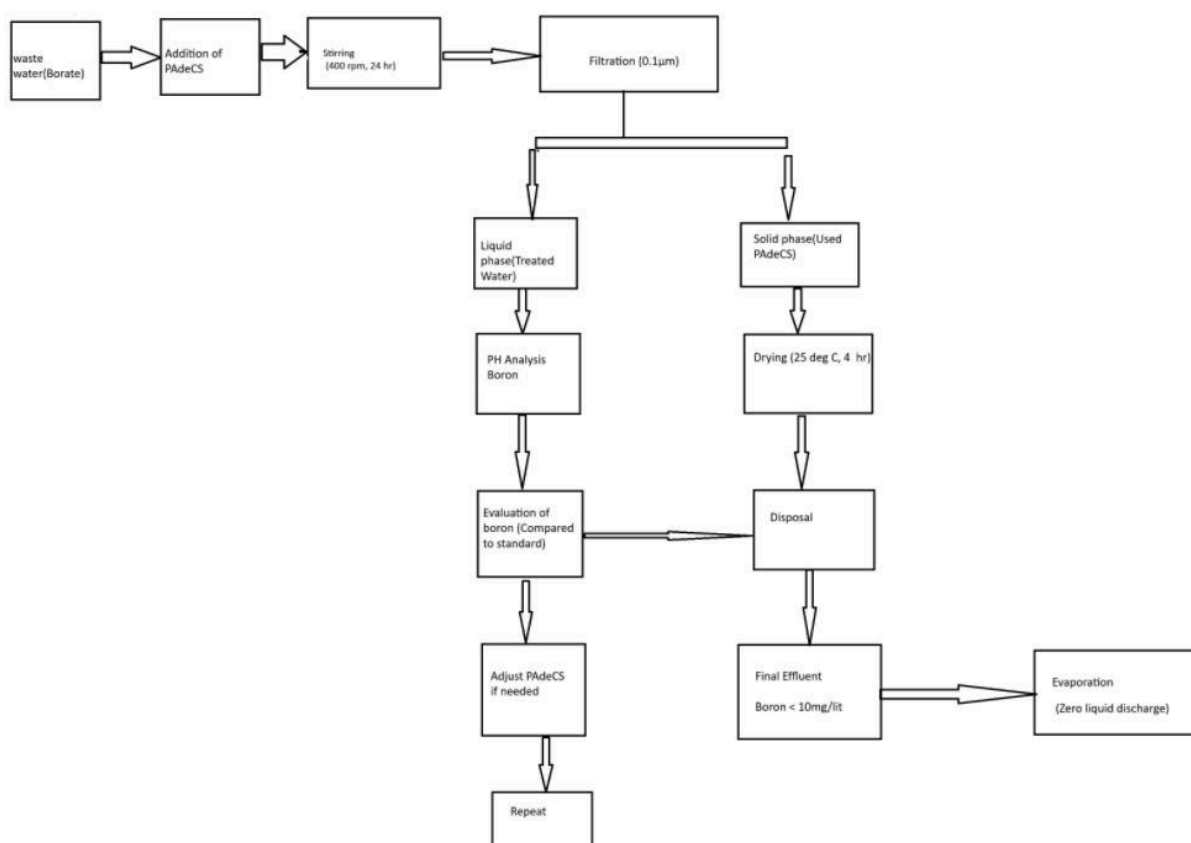 waste
water(Borate)
Addition of
PAdeCS
Stirring
(400 rpm, 24 hr)
Filtration (0.1µm)
Liquid
phase(Treated
Water)
Solid phase(Used
PAdeCS)
PH Analysis
Boron
Drying (25 deg C, 4 hr)
Evaluation of
boron (Compared
to standard)
Disposal
Adjust PAdeCS
if needed
Final Effluent
Boron < 10mg/lit
Evaporation
(Zero liquid discharge)
Repeat